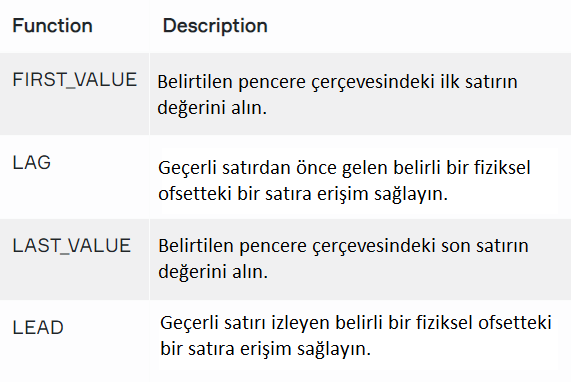 Function Description
FIRST_VALUE Belirtilen pencere çerçevesindeki ilk satırın
değerini alın.
LAG Geçerli satırdan önce gelen belirli bir fiziksel
ofsetteki bir satıra erişim sağlayın.
LAST_VALUE Belirtilen pencere çerçevesindeki son satırın
değerini alın.
LEAD Geçerli satırı izleyen belirli bir fiziksel ofsetteki
bir satıra erişim sağlayın.